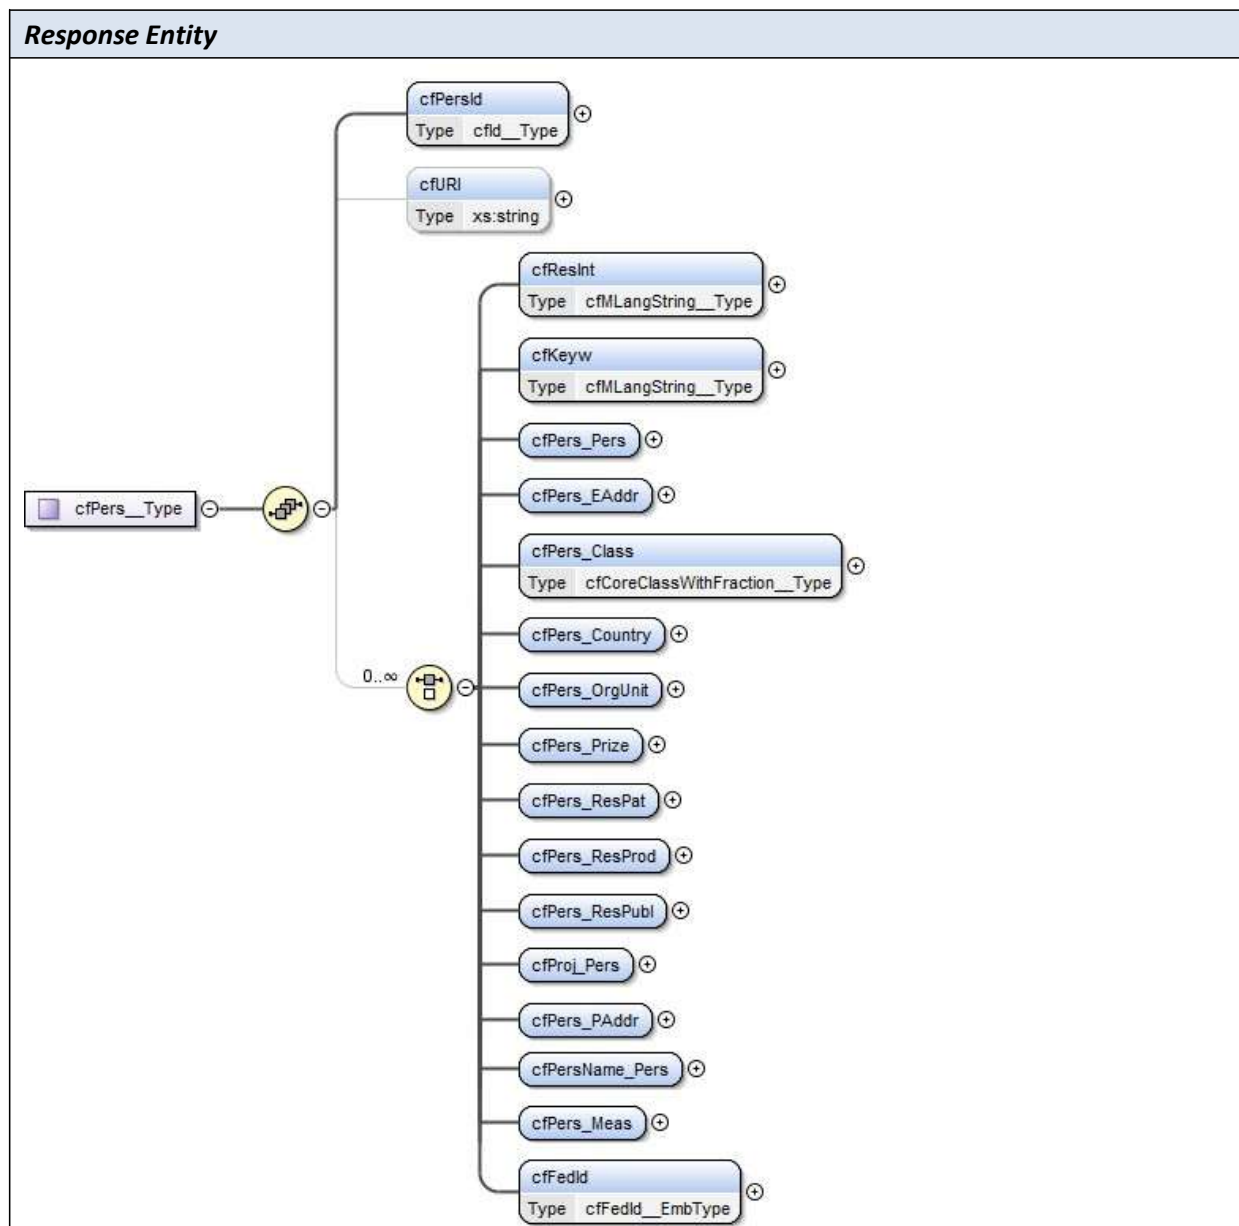 Response Entity
cfPersId
Type cfId__Type
cfURI
Type xs:string
cfResInt
Type cfMLangString__Type
cfKeyw
Type cfMLangString__Type
cfPers_Pers
cfPers__Type
cfPers_EAddr
cfPers_Class
Type cfCoreClassWithFraction__Type
cfPers_Country
0..∞
cfPers_OrgUnit
cfPers_Prize
cfPers_ResPat
cfPers_ResProd
cfPers_ResPubl
cfProj_Pers
cfPers_PAddr
cfPersName_Pers
cfPers_Meas
cfFedId
Type cfFedId__EmbType